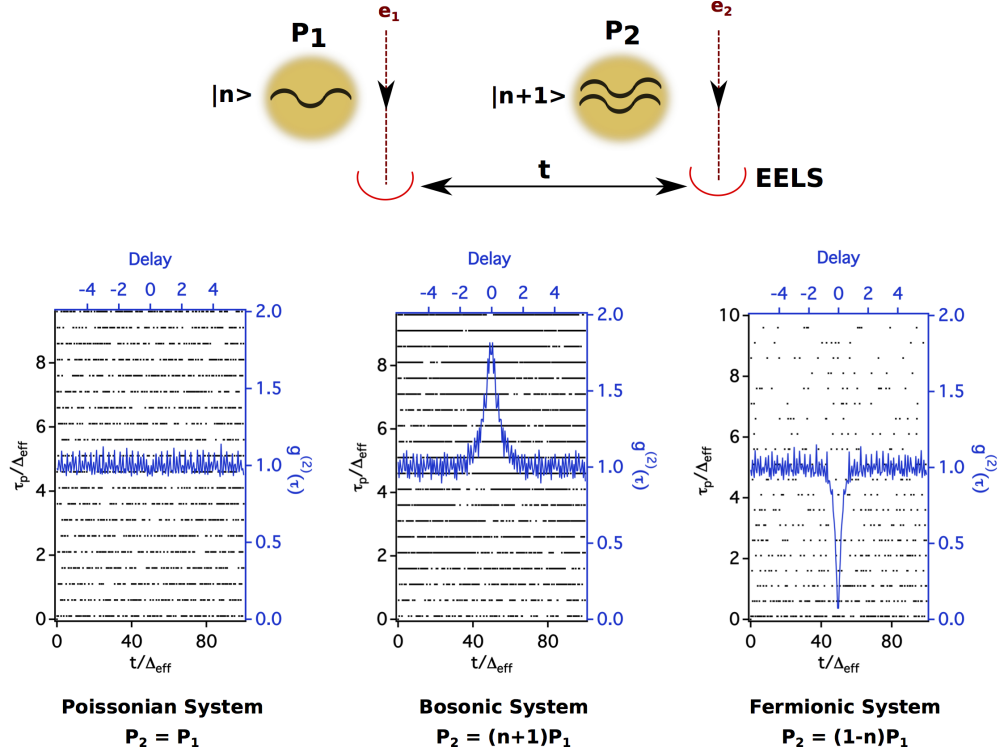 e1
e2
P1
P2
|n>
|n+1>
t
EELS
Delay
-4 -2 0 2 4
2.0
1.5
1.0
0.5
0.0
g(2)(τ)
8
6
4
2
0
τp/Δeff
0 40 80
t/Δeff
Poissonian System
P2 = P1
Delay
-4 -2 0 2 4
2.0
1.5
1.0
0.5
0.0
g(2)(τ)
8
6
4
2
0
τp/Δeff
0 40 80
t/Δeff
Bosonic System
P2 = (n+1)P1
Delay
-4 -2 0 2 4
2.0
1.5
1.0
0.5
0.0
g(2)(τ)
10
8
6
4
2
0
τp/Δeff
0 40 80
t/Δeff
Fermionic System
P2 = (1-n)P1